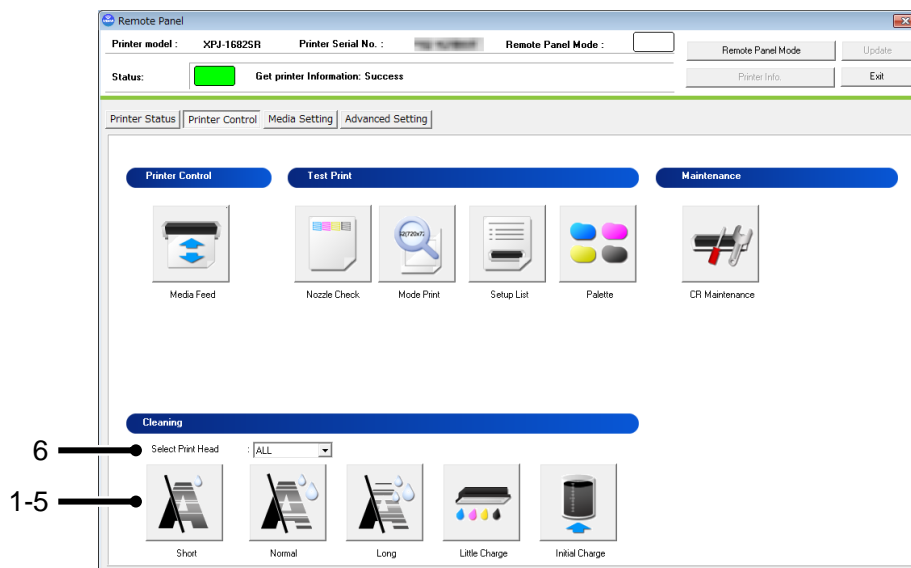 Remote Panel
Printer model : XPJ-1682SR Printer Serial No. : Remote Panel Mode :
Remote Panel Mode Update
Status: Get printer Information: Success
Printer Info. Exit
Printer Status Printer Control Media Setting Advanced Setting
Printer Control Test Print Maintenance
Media Feed Nozzle Check Mode Print Setup List Palette CR Maintenance
Cleaning
6 Select Print Head : ALL
1-5
Short Normal Long Little Charge Initial Charge